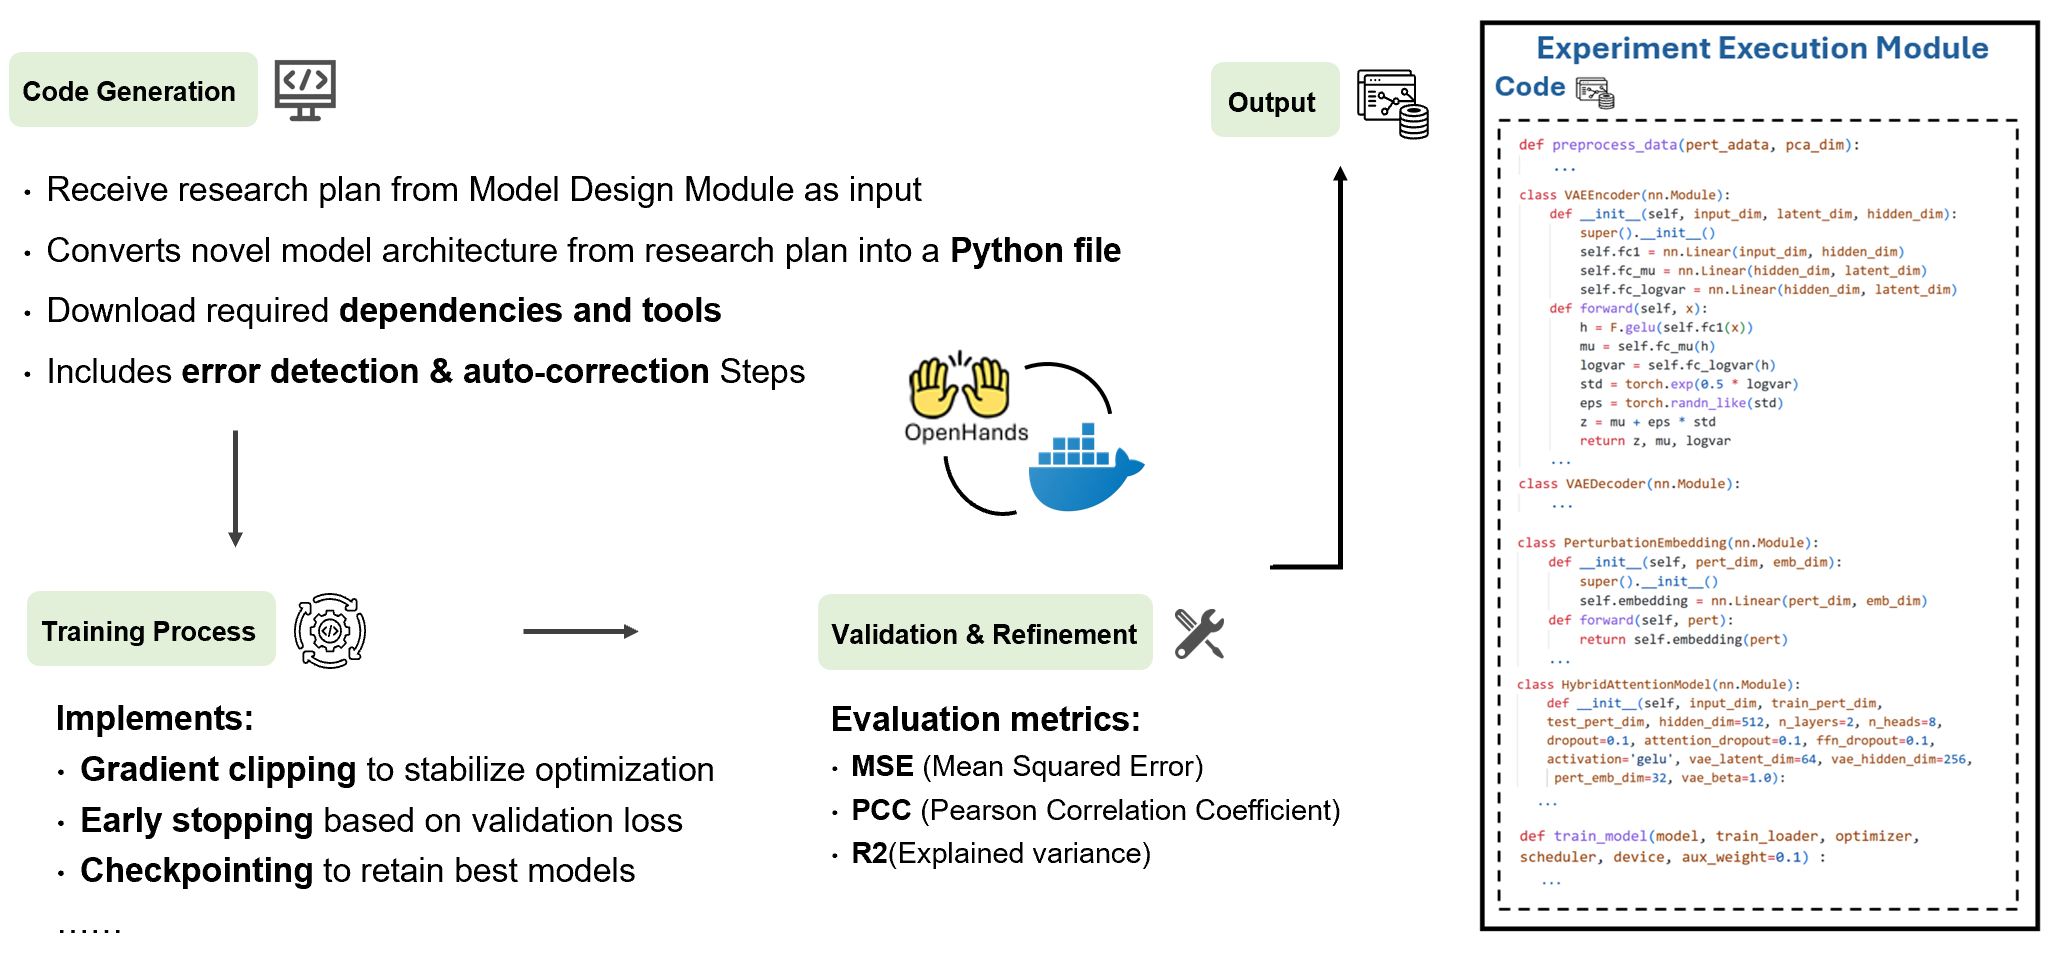 Code Generation
· Receive research plan from Model Design Module as input
· Converts novel model architecture from research plan into a Python file
· Download required dependencies and tools
· Includes error detection & auto-correction Steps
OpenHands
Training Process
Implements:
· Gradient clipping to stabilize optimization
· Early stopping based on validation loss
· Checkpointing to retain best models
......
Validation & Refinement
Evaluation metrics:
· MSE (Mean Squared Error)
· PCC (Pearson Correlation Coefficient)
· R2(Explained variance)
Output
Experiment Execution Module
Code
def preprocess_data(pert_adata, pca_dim):
...
class VAEEncoder(nn.Module):
def __init__(self, input_dim, latent_dim, hidden_dim):
super().__init__()
self.fc1 = nn.Linear(input_dim, hidden_dim)
self.fc_mu = nn.Linear(hidden_dim, latent_dim)
self.fc_logvar = nn.Linear(hidden_dim, latent_dim)
def forward(self, x):
h = F.gelu(self.fc1(x))
mu = self.fc_mu(h)
logvar = self.fc_logvar(h)
std = torch.exp(0.5 * logvar)
eps = torch.randn_like(std)
z = mu + eps * std
return z, mu, logvar
...
class VAEDecoder(nn.Module):
...
class PerturbationEmbedding(nn.Module):
def __init__(self, pert_dim, emb_dim):
super().__init__()
self.embedding = nn.Linear(pert_dim, emb_dim)
def forward(self, pert):
return self.embedding(pert)
...
class HybridAttentionModel(nn.Module):
def __init__(self, input_dim, train_pert_dim,
test_pert_dim, hidden_dim=512, n_layers=2, n_heads=8,
dropout=0.1, attention_dropout=0.1, ffn_dropout=0.1,
activation='gelu', vae_latent_dim=64, vae_hidden_dim=256,
pert_emb_dim=32, vae_beta=1.0):
...
def train_model(model, train_loader, optimizer,
scheduler, device, aux_weight=0.1) :
...